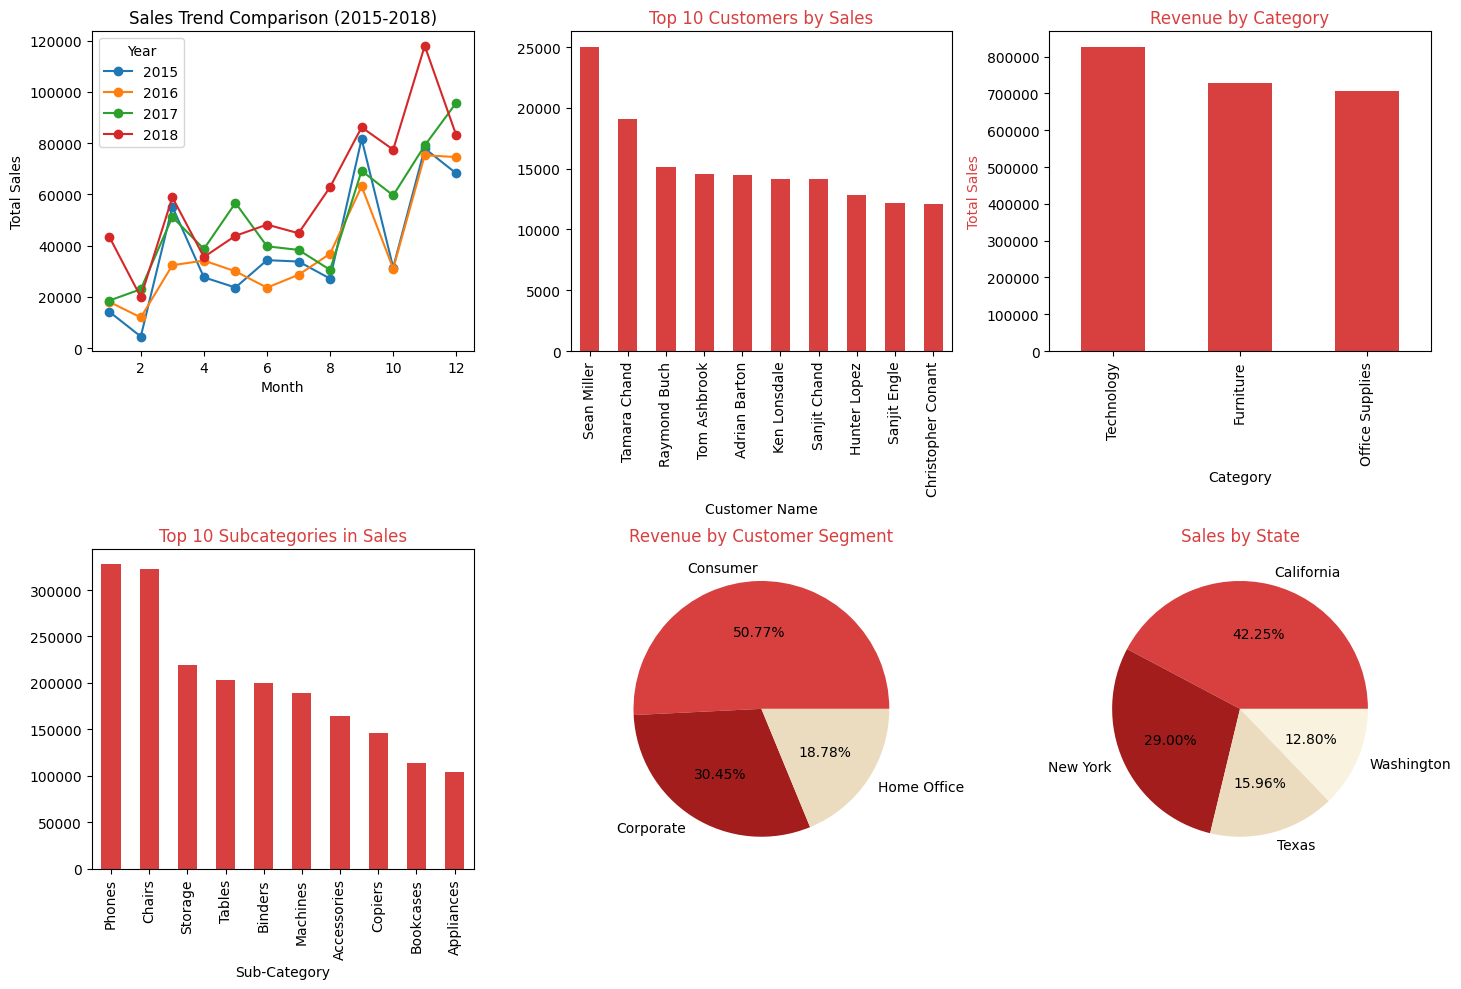 Sales Trend Comparison (2015-2018)
Total Sales
120000
100000
80000
60000
40000
20000
0
Year
2015
2016
2017
2018
2
4
6
8
10
12
Month
Top 10 Customers by Sales
25000
20000
15000
10000
5000
0
Sean Miller
Tamara Chand
Raymond Buch
Tom Ashbrook
Adrian Barton
Ken Lonsdale
Sanjit Chand
Hunter Lopez
Sanjit Engle
Christopher Conant
Customer Name
Revenue by Category
Total Sales
800000
700000
600000
500000
400000
300000
200000
100000
0
Technology
Furniture
Office Supplies
Category
Top 10 Subcategories in Sales
300000
250000
200000
150000
100000
50000
0
Phones
Chairs
Storage
Tables
Binders
Machines
Accessories
Copiers
Bookcases
Appliances
Sub-Category
Revenue by Customer Segment
Consumer
50.77%
30.45%
Corporate
18.78%
Home Office
Sales by State
California
42.25%
New York
29.00%
15.96%
Texas
12.80%
Washington